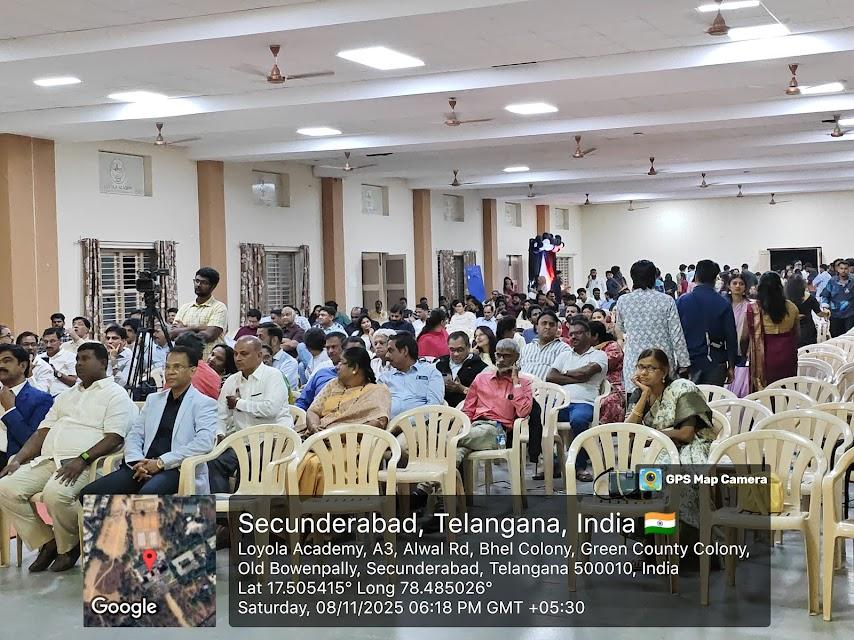 GPS Map Camera
Secunderabad, Telangana, India 🇮🇳
Loyola Academy, A3, Alwal Rd, Bhel Colony, Green County Colony,
Old Bowenpally, Secunderabad, Telangana 500010, India
Lat 17.505415° Long 78.485026°
Saturday, 08/11/2025 06:18 PM GMT +05:30
Google